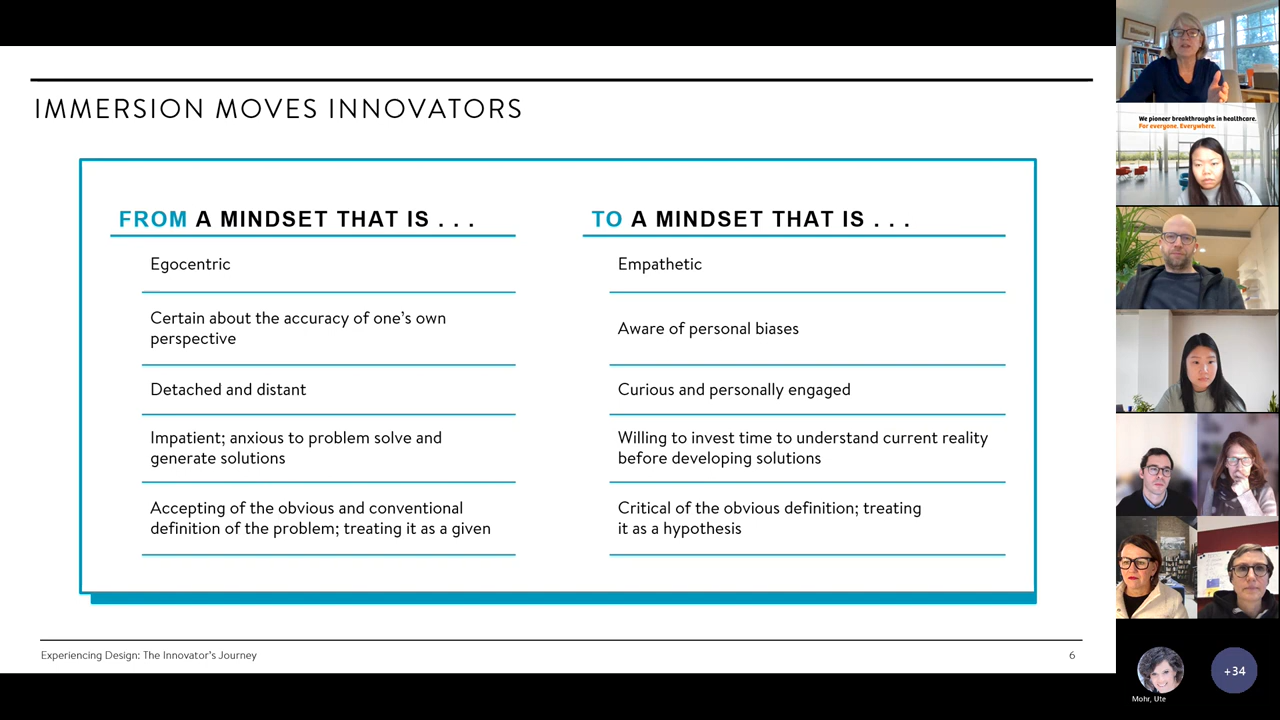 IMMERSION MOVES INNOVATORS
FROM A MINDSET THAT IS . . .
Egocentric
Certain about the accuracy of one’s own
perspective
Detached and distant
Impatient; anxious to problem solve and
generate solutions
Accepting of the obvious and conventional
definition of the problem; treating it as a given
TO A MINDSET THAT IS . . .
Empathetic
Aware of personal biases
Curious and personally engaged
Willing to invest time to understand current reality
before developing solutions
Critical of the obvious definition; treating
it as a hypothesis
Experiencing Design: The Innovator’s Journey
6
We pioneer breakthroughs in healthcare.
For everyone. Everywhere.
Mohr, Ute
+34